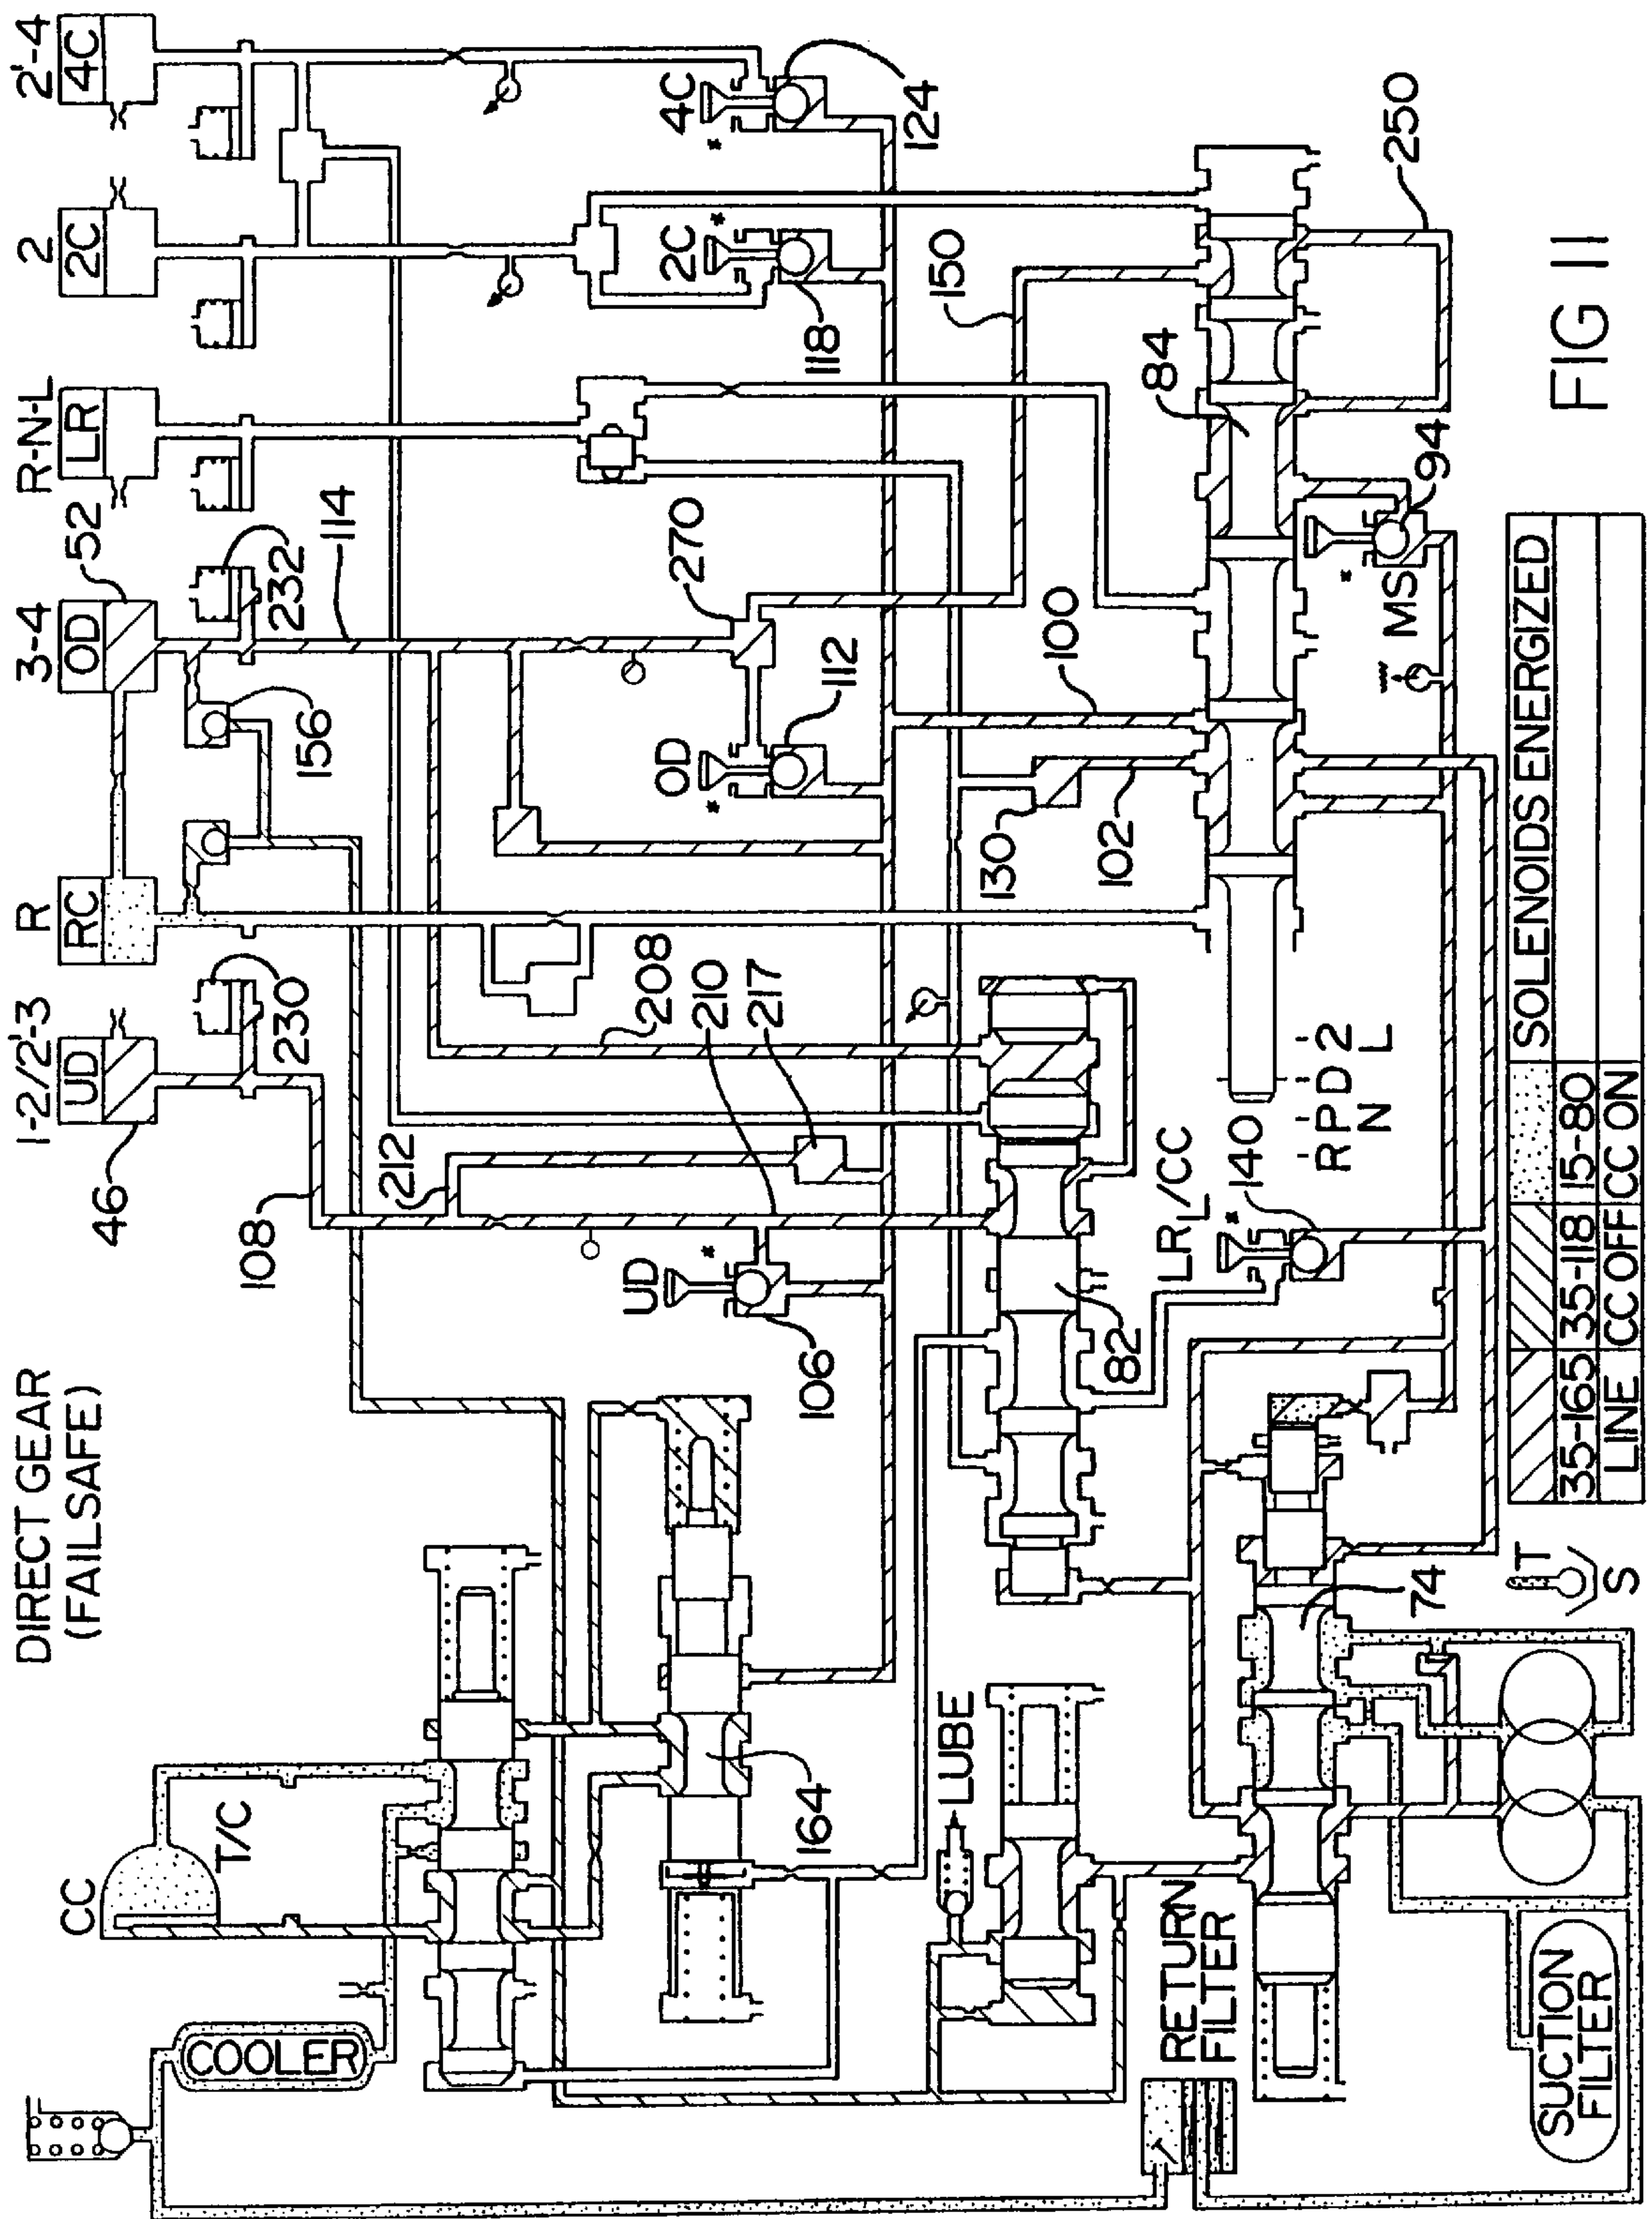 DIRECT GEAR
(FAILSAFE)
1-2/2'-3
R
3-4
R-N-L
2
2'-4
UD
RC
OD
LR
2C
4C
46
52
230
232
108
156
114
212
208
210
217
270
UD
OD
2C
4C
*
*
*
*
106
112
118
124
CC
T/C
COOLER
164
150
130
102
100
84
250
LR/CC
L
82
140
*
R P D 2
N L
MS
*
94
LUBE
RETURN
FILTER
SUCTION
FILTER
74
T
S
35-165 35-118 15-80
LINE CC OFF CC ON
SOLENOIDS ENERGIZED
FIG 11